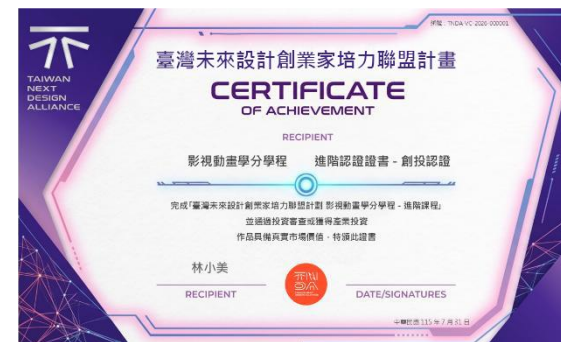 編號：TNDA-VC-2026-000001
TAIWAN
NEXT
DESIGN
ALLIANCE
臺灣未來設計創業家培力聯盟計畫
CERTIFICATE
OF ACHIEVEMENT
RECIPIENT
影視動畫學分學程 進階認證證書 - 創投認證
完成「臺灣未來設計創業家培力聯盟計劃 影視動畫學分學程 - 進階課程」
並通過投資審查或獲得產業投資
作品具備真實市場價值，特頒此證書
林小美
RECIPIENT
DATE/SIGNATURES
中華民國 115 年 7 月 31 日